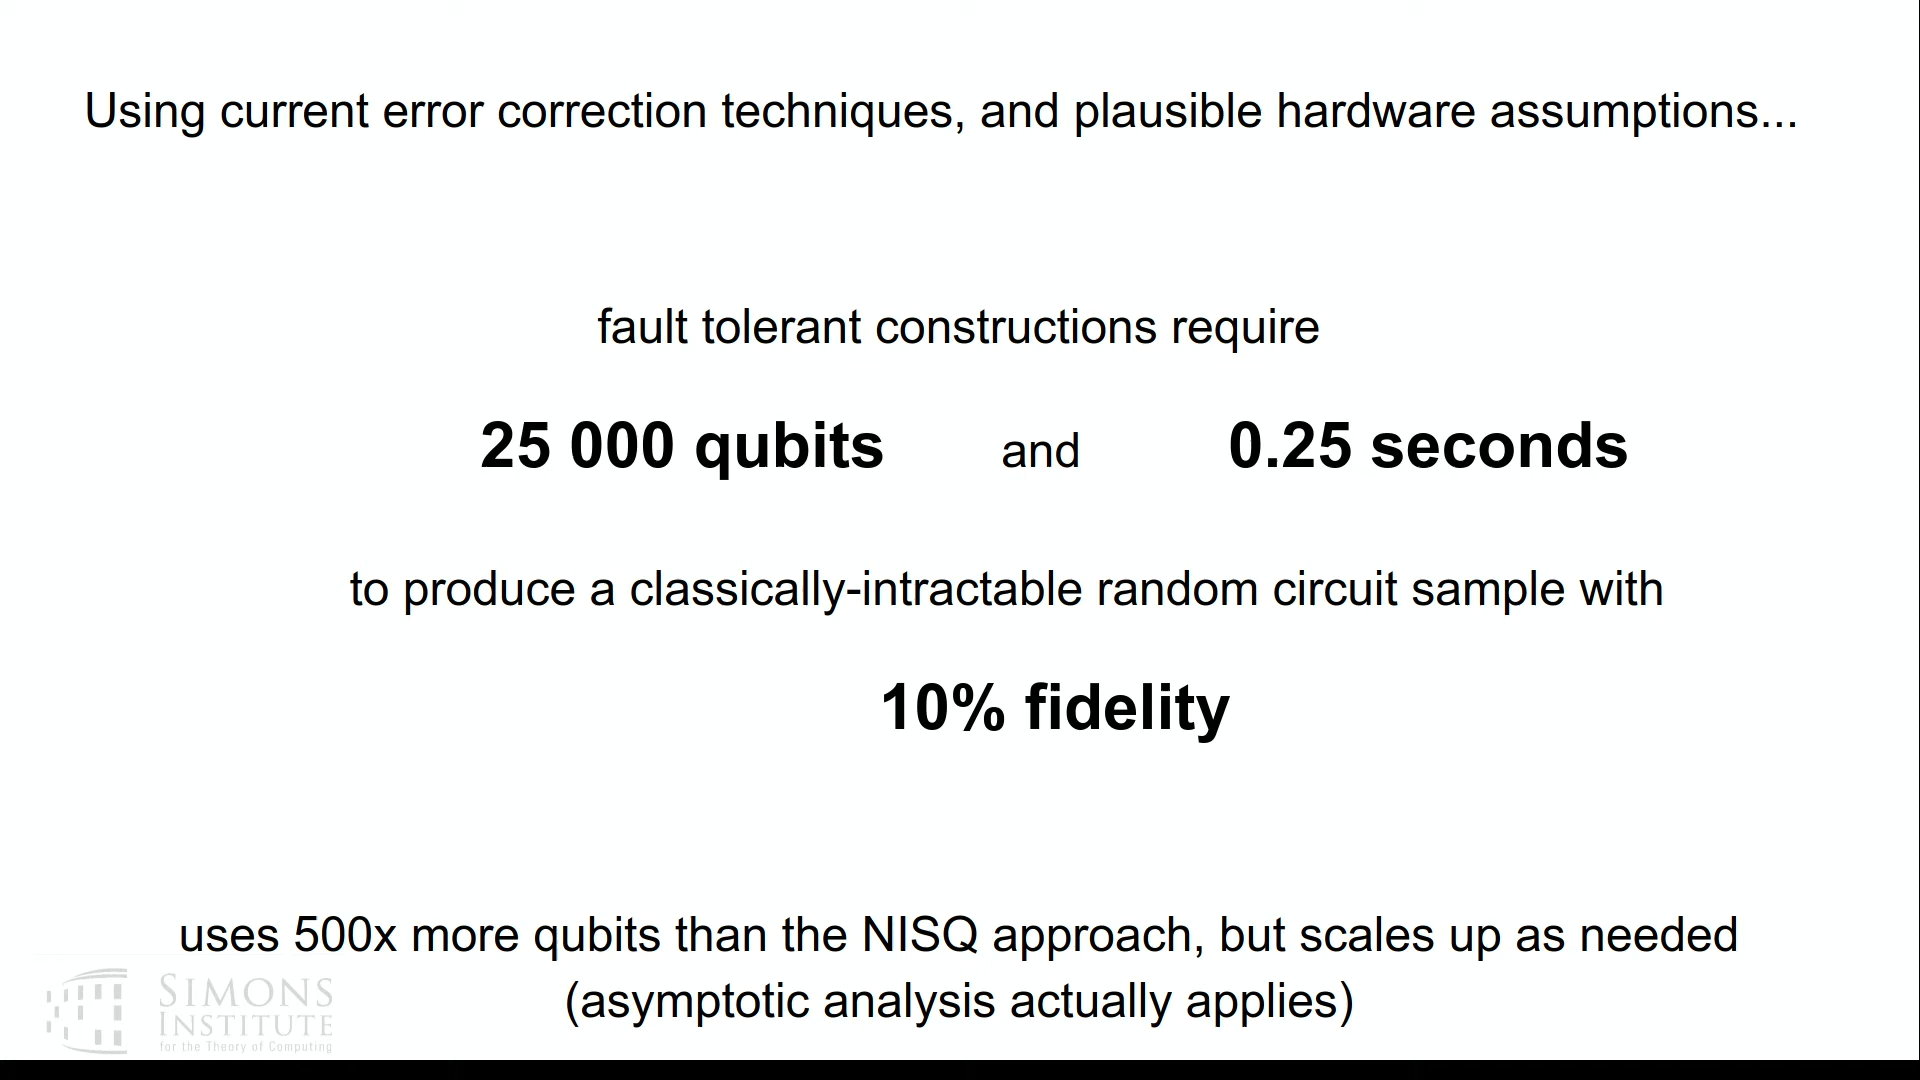 Using current error correction techniques, and plausible hardware assumptions...
fault tolerant constructions require
25 000 qubits and 0.25 seconds
to produce a classically-intractable random circuit sample with
10% fidelity
uses 500x more qubits than the NISQ approach, but scales up as needed
(asymptotic analysis actually applies)
SIMONS
INSTITUTE
for the Theory of Computing